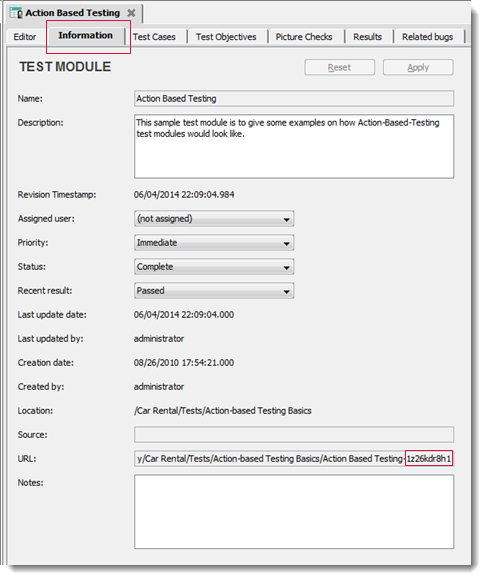 Action Based Testing
Editor Information Test Cases Test Objectives Picture Checks Results Related bugs
TEST MODULE
Reset Apply
Name: Action Based Testing
Description: This sample test module is to give some examples on how Action-Based-Testing
test modules would look like.
Revision Timestamp: 06/04/2014 22:09:04.984
Assigned user: (not assigned)
Priority: Immediate
Status: Complete
Recent result: Passed
Last update date: 06/04/2014 22:09:04.000
Last updated by: administrator
Creation date: 08/26/2010 17:54:21.000
Created by: administrator
Location: /Car Rental/Tests/Action-based Testing Basics
Source:
URL: y/Car Rental/Tests/Action-based Testing Basics/Action Based Testing-1z26kdr8h1
Notes: